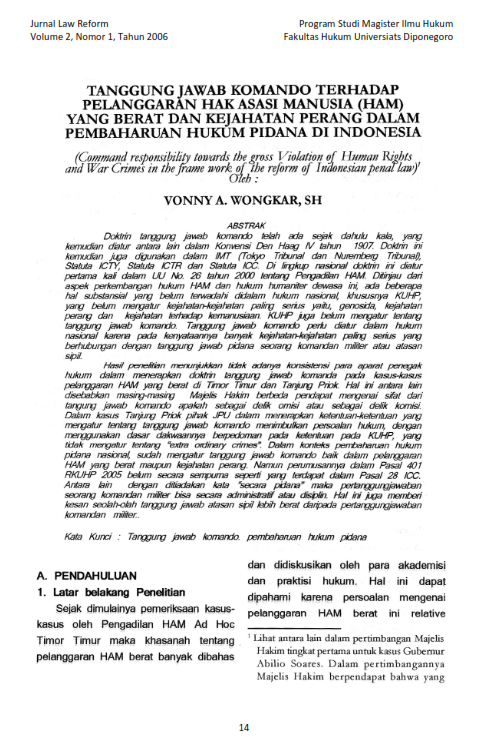 Jurnal Law Reform
Program Studi Magister Ilmu Hukum
Volume 2, Nomor 1, Tahun 2006
Fakultas Hukum Universiats Diponegoro
TANGGUNG JAWAB KOMANDO TERHADAP
PELANGGARAN HAK ASASI MANUSIA (HAM)
YANG BERAT DAN KEJAHATAN PERANG DALAM
PEMBAHARUAN HUKUM PIDANA DI INDONESIA
(Command responsibility towards the gross Violation of Human Rights
and War Crimes in the frame work of the reform of Indonesian penal law)¹
Oleh :
VONNY A. WONGKAR, SH
ABSTRAK
Doktrin tanggung jawab komando telah ada sejak dahulu kala, yang
kemudian diatur antara lain dalam Konvensi Den Haag IV tahun 1907. Doktrin ini
kemudian juga digunakan dalam IMT (Tokyo Tribunal dan Nuremberg Tribunal),
Statuta ICTY, Statuta ICTR dan Statuta ICC. Di lingkup nasional doktrin ini diatur
pertama kali dalam UU No. 26 tahun 2000 tentang Pengadilan HAM. Ditinjau dari
aspek perkembangan hukum HAM dan hukum humaniter dewasa ini, ada beberapa
hal substansial yang belum terwadahi didalam hukum nasional, khususnya KUHP,
yang belum mengatur kejahatan-kejahatan paling serius yaitu, genosida, kejahatan
perang dan kejahatan terhadap kemanusiaan. KUHP juga belum mengatur tentang
tanggung jawab komando. Tanggung jawab komando perlu diatur dalam hukum
nasional karena pada kenyataannya banyak kejahatan-kejahatan paling serius yang
berhubungan dengan tanggung jawab pidana seorang komandan militer atau atasan
sipil.
Hasil penelitian menunjukkan tidak adanya konsistensi para aparat penegak
hukum dalam menerapkan doktrin tanggung jawab komando pada kasus-kasus
pelanggaran HAM yang berat di Timor Timur dan Tanjung Priok. Hal ini antara lain
disebabkan masing-masing Majelis Hakim berbeda pendapat mengenai sifat dari
tangung jawab komando apakah sebagai delik omisi atau sebagai delik komisi.
Dalam kasus Tanjung Priok pihak JPU dalam menerapkan ketentuan-ketentuan yang
mengatur tentang tanggung jawab komando menimbulkan persoalan hukum, dengan
menggunakan dasar dakwaannya berpedoman pada ketentuan pada KUHP, yang
tidak mengatur tentang "extra ordinary crimes". Dalam konteks pembaharuan hukum
pidana nasional, sudah mengatur tanggung jawab komando baik dalam pelanggaran
HAM yang berat maupun kejahatan perang. Namun perumusannya dalam Pasal 401
RKUHP 2005 belum secara sempurna seperti yang terdapat dalam Pasal 28 ICC.
Antara lain dengan ditiadakan kata "secara pidana" maka pertanggungjawaban
seorang komandan militer bisa secara administratif atau disiplin. Hal ini juga memberi
kesan seolah-olah tanggung jawab atasan sipil lebih berat daripada pertanggungjawaban
komandan militer..
Kata Kunci : Tanggung jawab komando. pembaharuan hukum pidana
A. PENDAHULUAN
1. Latar belakang Penelitian
Sejak dimulainya pemeriksaan kasus-
kasus oleh Pengadilan HAM Ad Hoc
Timor Timur maka khasanah tentang
pelanggaran HAM berat banyak dibahas
dan didiskusikan oleh para akademisi
dan praktisi hukum. Hal ini dapat
dipahami karena persoalan mengenai
pelanggaran HAM berat ini relative
¹ Lihat antara lain dalam pertimbangan Majelis
Hakim tingkat pertama untuk kasus Gubernur
Abilio Soares. Dalam pertimbangannya
Majelis Hakim berpendapat bahwa yang
14